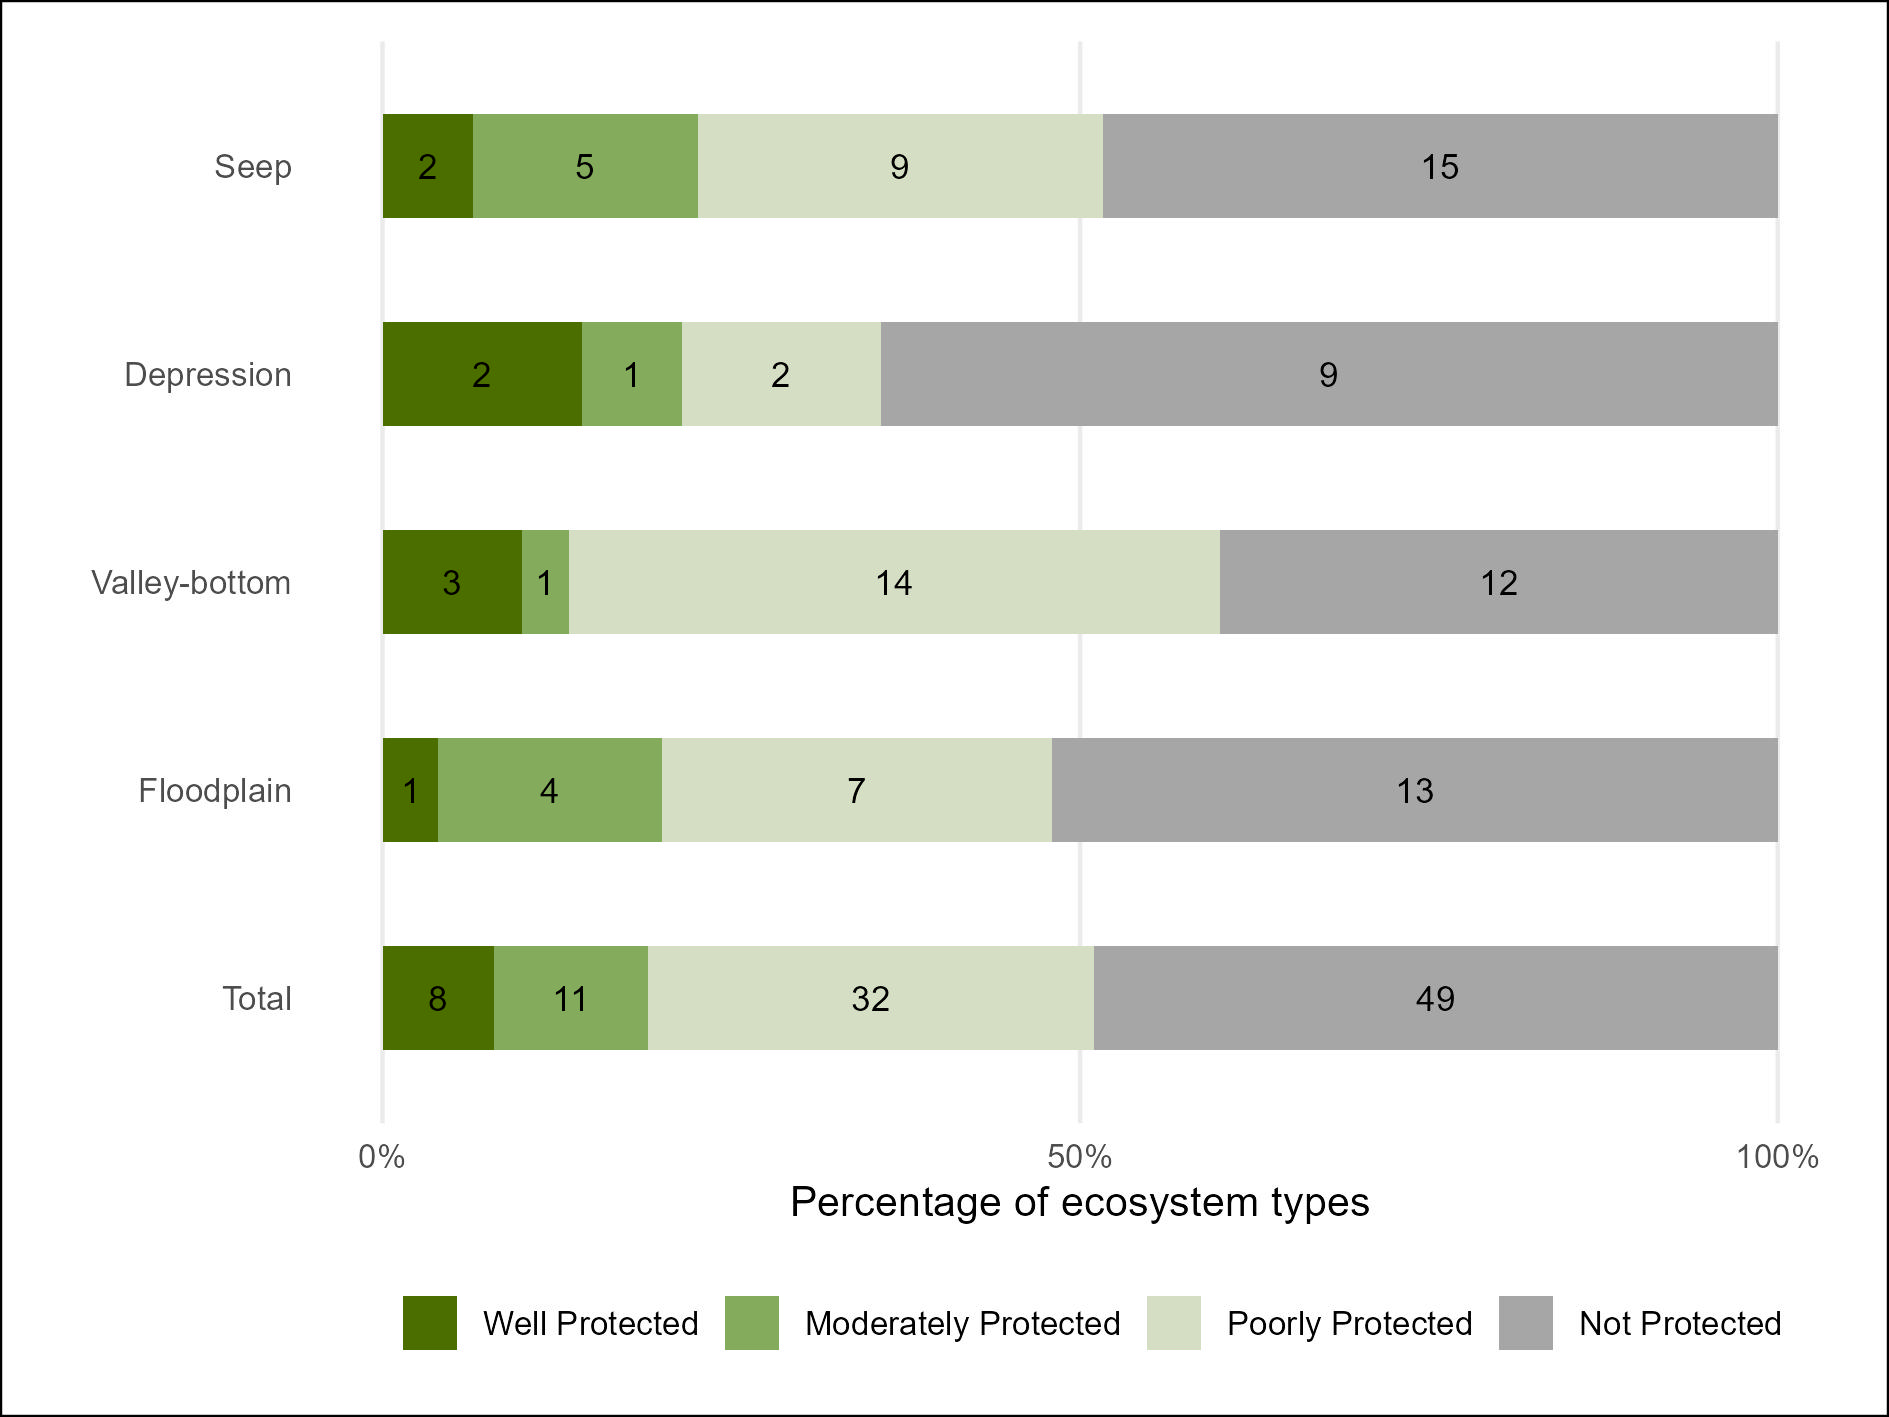 Seep 2 5 9 15
Depression 2 1 2 9
Valley-bottom 3 1 14 12
Floodplain 1 4 7 13
Total 8 11 32 49
0% 50% 100%
Percentage of ecosystem types
Well Protected Moderately Protected Poorly Protected Not Protected